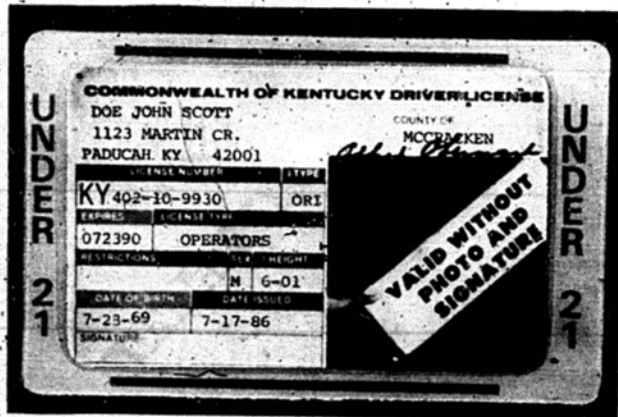 COMMONWEALTH OF KENTUCKY DRIVER LICENSE
DOE JOHN SCOTT
COUNTY OF
1123 MARTIN CR.
MCCRACKEN
PADUCAH KY 42001
LICENSE NUMBER TYPE
KY 402-10-9930 ORI
EXPIRES LICENSE TYPE
072390 OPERATORS
RESTRICTIONS SEX HEIGHT
M 6-01
DATE OF BIRTH DATE ISSUED
7-23-69 7-17-86
SIGNATURE
VALID WITHOUT
PHOTO AND
SIGNATURE
UNDER 21
UNDER 21